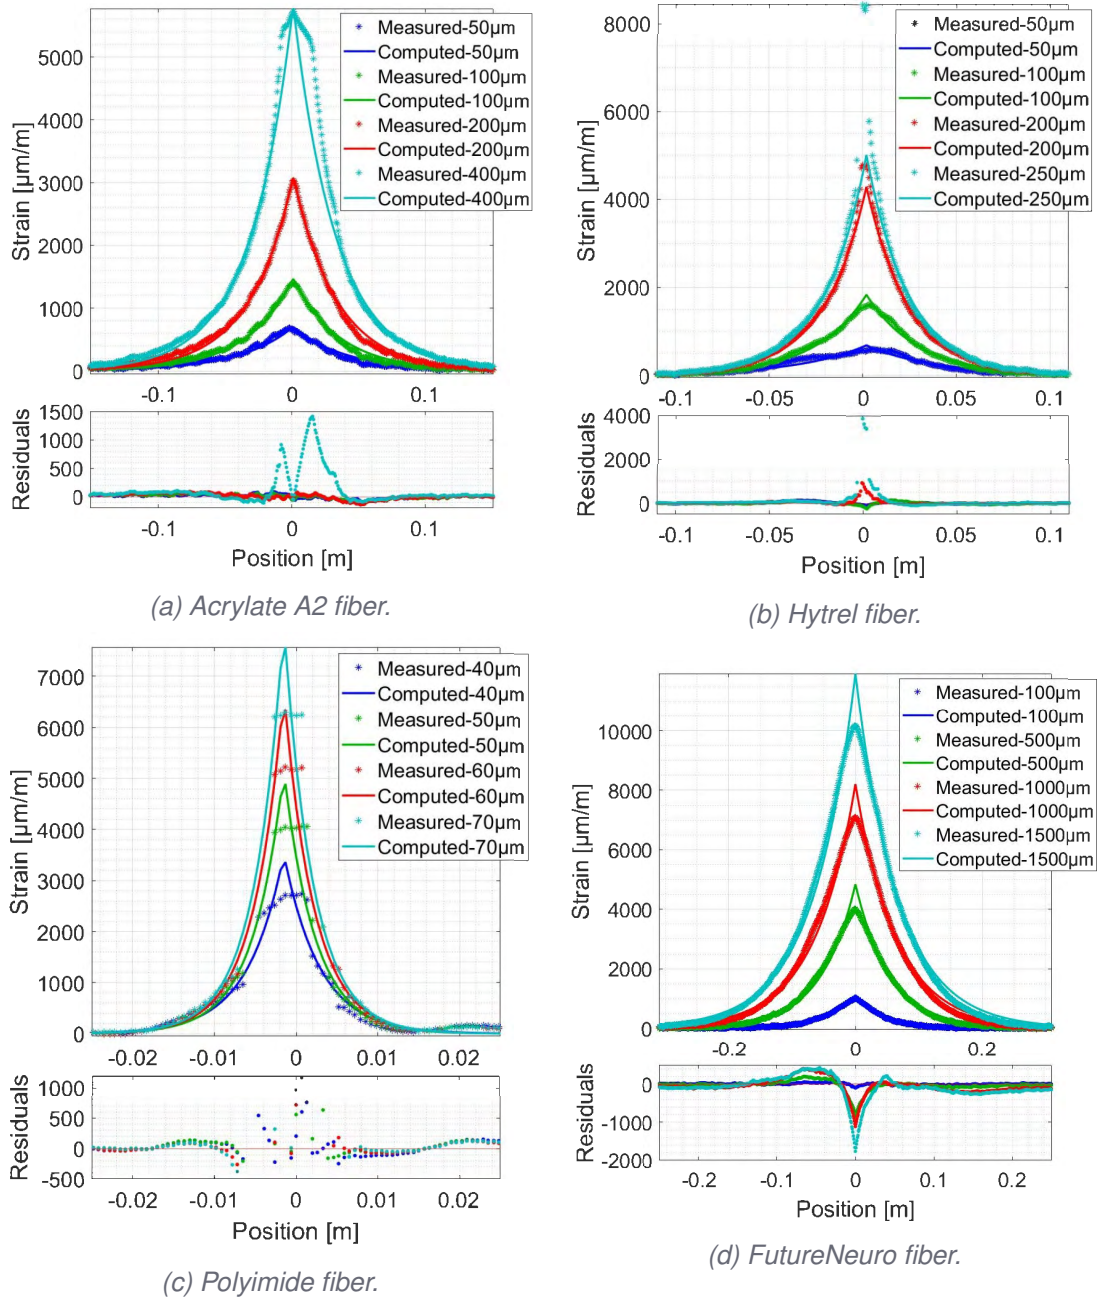 Strain [µm/m]
5000
4000
3000
2000
1000
0
Measured-50µm
Computed-50µm
Measured-100µm
Computed-100µm
Measured-200µm
Computed-200µm
Measured-400µm
Computed-400µm
-0.1
0
0.1
Residuals
1500
1000
500
0
-0.1
0
0.1
Position [m]
(a) Acrylate A2 fiber.
Strain [µm/m]
8000
6000
4000
2000
0
Measured-50µm
Computed-50µm
Measured-100µm
Computed-100µm
Measured-200µm
Computed-200µm
Measured-250µm
Computed-250µm
-0.1
-0.05
0
0.05
0.1
Residuals
4000
2000
0
-0.1
-0.05
0
0.05
0.1
Position [m]
(b) Hytrel fiber.
Strain [µm/m]
7000
6000
5000
4000
3000
2000
1000
0
Measured-40µm
Computed-40µm
Measured-50µm
Computed-50µm
Measured-60µm
Computed-60µm
Measured-70µm
Computed-70µm
-0.02
-0.01
0
0.01
0.02
Residuals
1000
500
0
-500
-0.02
-0.01
0
0.01
0.02
Position [m]
(c) Polyimide fiber.
Strain [µm/m]
10000
8000
6000
4000
2000
0
Measured-100µm
Computed-100µm
Measured-500µm
Computed-500µm
Measured-1000µm
Computed-1000µm
Measured-1500µm
Computed-1500µm
-0.2
0
0.2
Residuals
0
-1000
-2000
-0.2
-0.1
0
0.1
0.2
Position [m]
(d) FutureNeuro fiber.